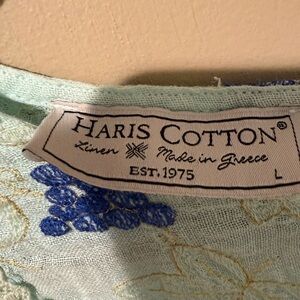 HARIS COTTON®
Linen Made in Greece
EST. 1975 L